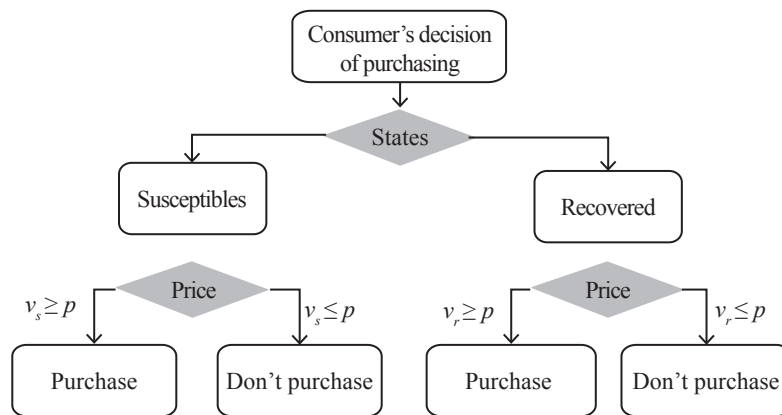 Consumer's decision
of purchasing
States
Susceptibles
Recovered
Price
Price
v_s ≥ p
v_s ≤ p
v_r ≥ p
v_r ≤ p
Purchase
Don't purchase
Purchase
Don't purchase